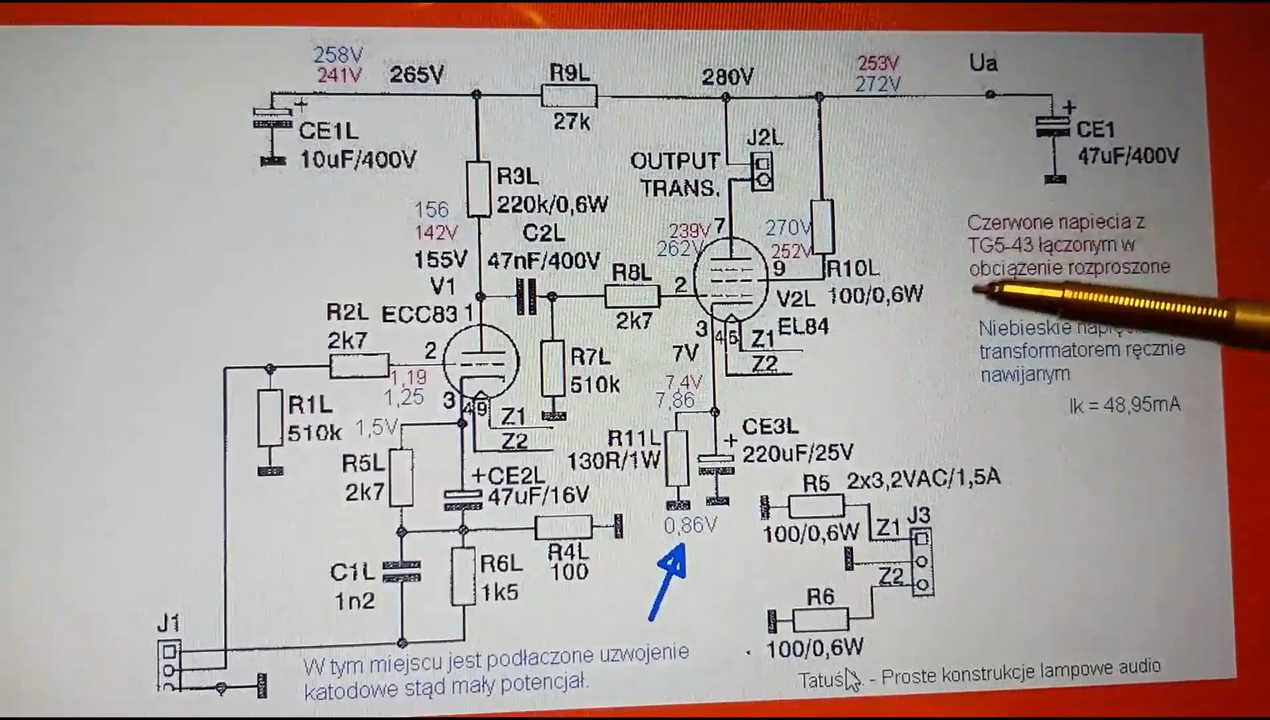 258V
241V 265V R9L 280V 253V Ua
272V
CE1L 27k J2L CE1
10uF/400V OUTPUT 47uF/400V
R3L TRANS.
156 220k/0,6W
142V C2L 239V 7 270V Czerwone napiecia z
155V 47nF/400V 262V 252V TG5-43 łączonym w
V1 R8L 2 9 R10L obciążenie rozproszone
R2L ECC83 1 2k7 V2L 100/0,6W
2k7 3 4 5 Z1 EL84 Niebieskie
2 R7L 7V Z2 transformatorem ręcznie
1,19 510k 7,4V nawijanym
1,25 3 4 9 Z1 7,86 Ik = 48,95mA
R1L 1,5V Z2 R11L + CE3L
510k 130R/1W 220uF/25V
R5L +CE2L R5 2x3,2VAC/1,5A
2k7 47uF/16V 0,86V 100/0,6W Z1 J3
C1L R6L R4L Z2
1n2 1k5 100 R6
J1 100/0,6W
W tym miejscu jest podłaczone uzwojenie
katodowe stąd mały potencjał.
Tatuś - Proste konstrukcje lampowe audio